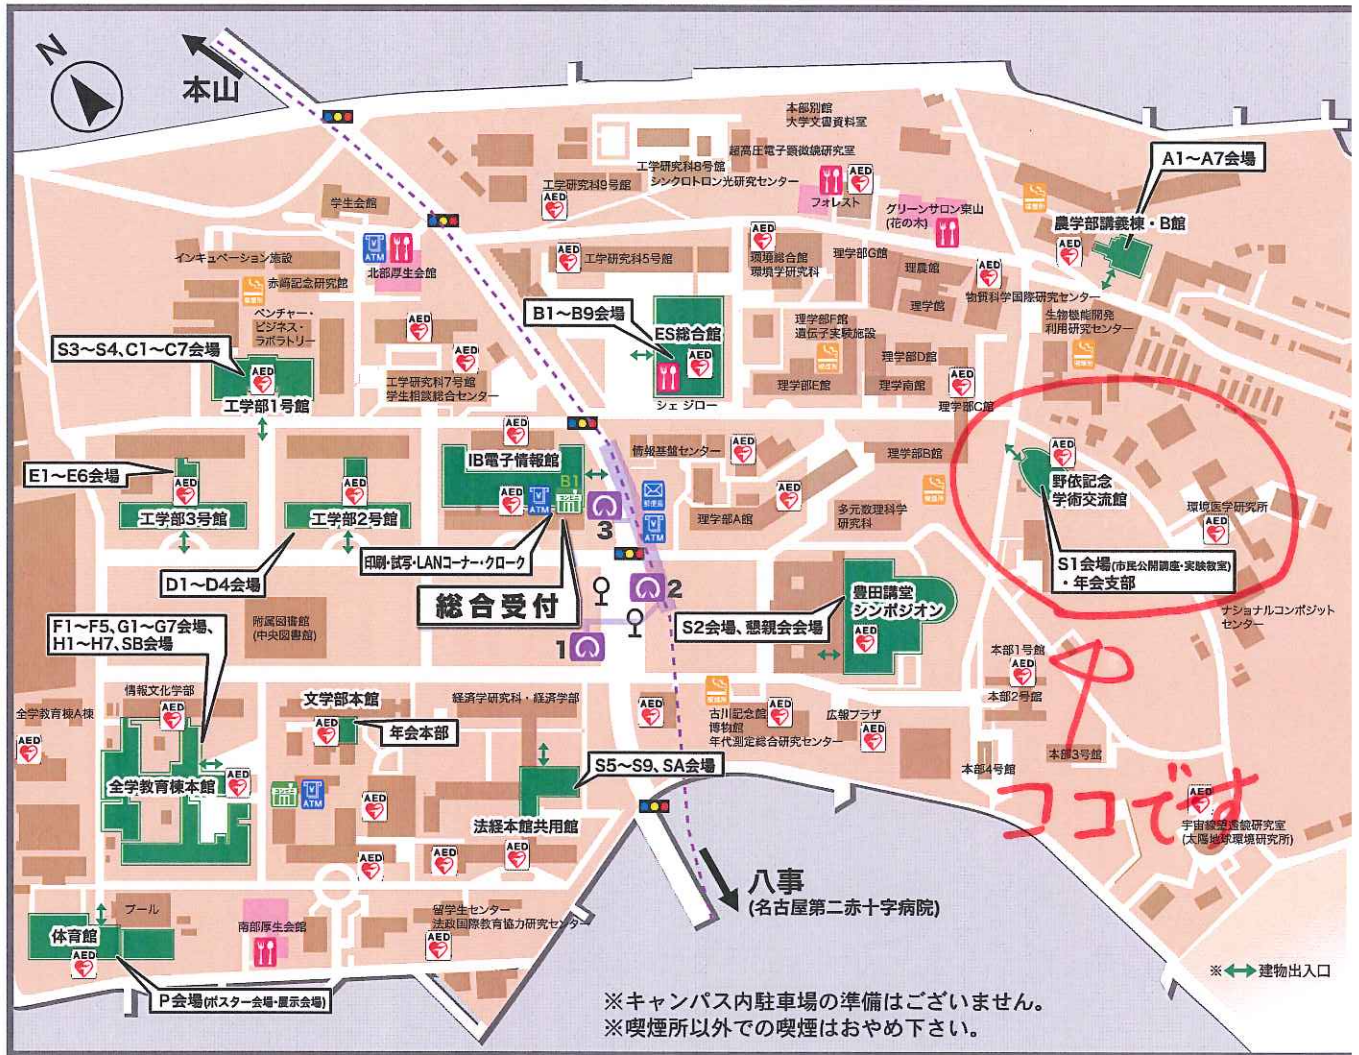 N
本山
本部別館
大学文書資料室
超高圧電子顕微鏡研究室
工学研究科8号館
シンクロトロン光研究センター
工学研究科9号館
A1～A7会場
学生会館
フォレスト
グリーンサロン東山
(花の木)
農学部講義棟・B館
ATM
北部厚生会館
インキュベーション施設
赤﨑記念研究館
工学研究科5号館
環境総合館
環境学研究科
理学部G館
理農館
理学館
物質科学国際研究センター
生物機能開発
利用研究センター
ベンチャー・
ビジネス・
ラボラトリー
B1～B9会場
ES総合館
理学部F館
遺伝子実験施設
S3～S4、C1～C7会場
AED
工学部1号館
工学研究科7号館
学生相談総合センター
シェ ジロー
理学部E館
理学部D館
理学南館
理学部C館
IB電子情報館
B1
コンビニ
ATM
3
情報基盤センター
理学部B館
E1～E6会場
工学部3号館
工学部2号館
郵便局
ATM
理学部A館
多元数理科学
研究科
野依記念
学術交流館
環境医学研究所
D1～D4会場
印刷・試写・LANコーナー・クローク
総合受付
2
1
S1会場(市民公開講座・実験教室)
・年会支部
豊田講堂
シンポジオン
S2会場、懇親会会場
ナショナルコンポジット
センター
F1～F5、G1～G7会場、
H1～H7、SB会場
附属図書館
(中央図書館)
本部1号館
本部2号館
本部3号館
本部4号館
情報文化学部
全学教育棟A棟
文学部本館
年会本部
経済学研究科・経済学部
古川記念館
博物館
年代測定総合研究センター
広報プラザ
全学教育棟本館
コンビニ
ATM
S5～S9、SA会場
法経本館共用館
ココです
宇宙線望遠鏡研究室
(太陽地球環境研究所)
八事
(名古屋第二赤十字病院)
プール
体育館
南部厚生会館
留学生センター
法政国際教育協力研究センター
P会場(ポスター会場・展示会場)
※ 建物出入口
※キャンパス内駐車場の準備はございません。
※喫煙所以外での喫煙はおやめ下さい。